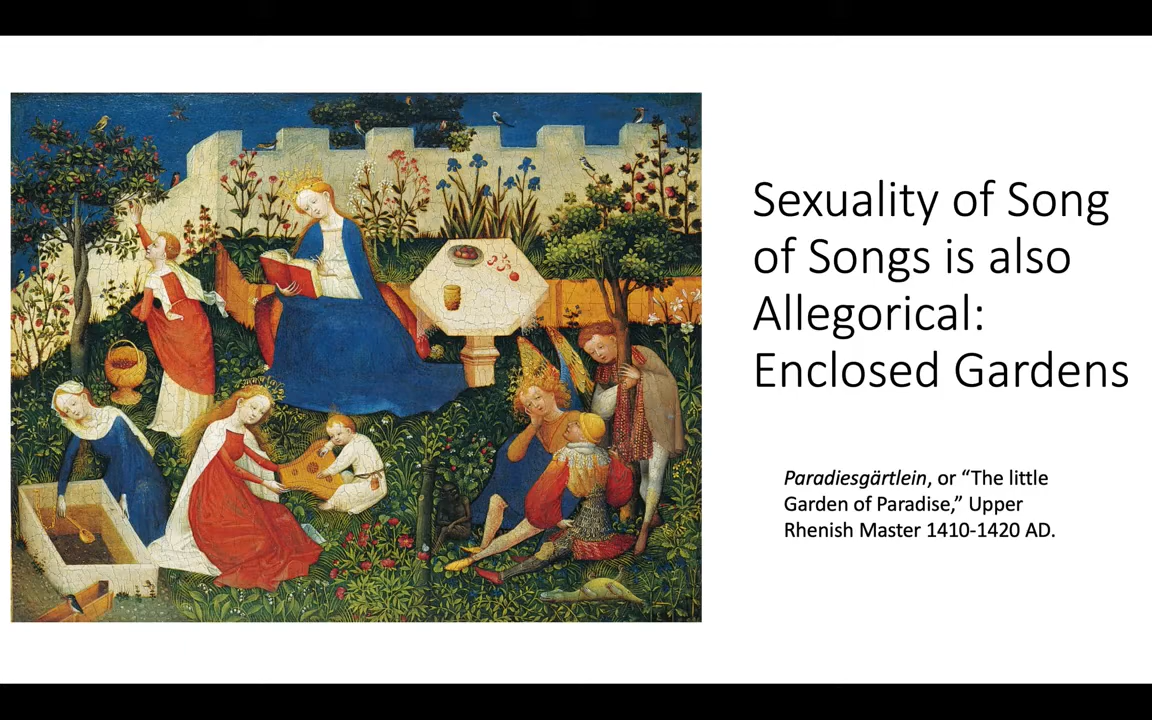 Sexuality of Song
of Songs is also
Allegorical:
Enclosed Gardens
Paradiesgärtlein, or “The little
Garden of Paradise,” Upper
Rhenish Master 1410-1420 AD.